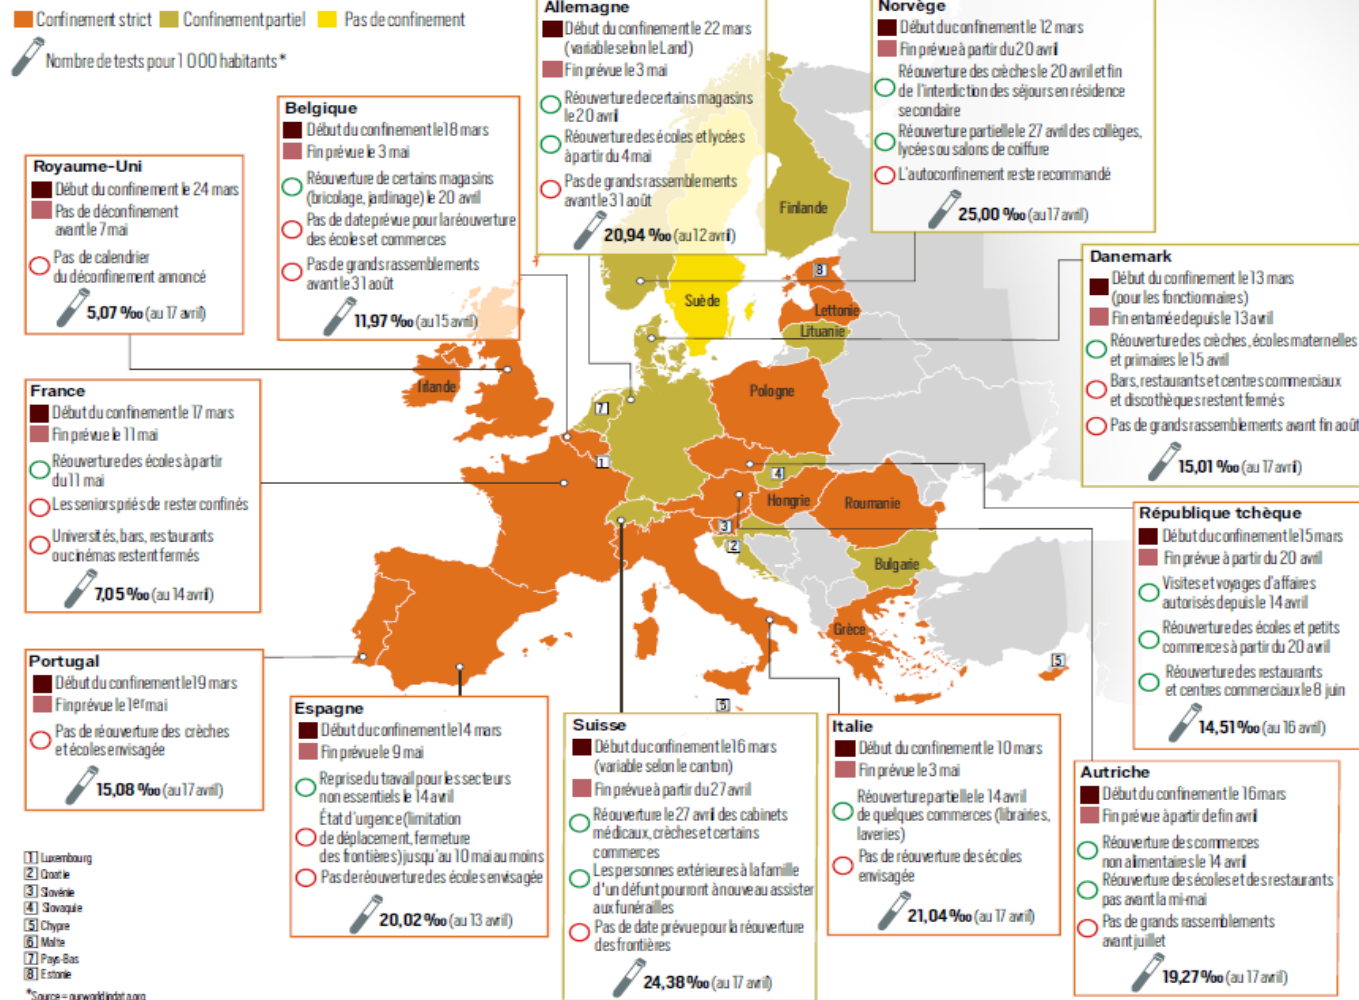 Confinement strict
Confinement partiel
Pas de confinement
Nombre de tests pour 1 000 habitants*
Allemagne
Début du confinement le 22 mars
(variable selon le Land)
Fin prévue le 3 mai
Réouverture de certains magasins
le 20 avril
Réouverture des écoles et lycées
à partir du 4 mai
Pas de grands rassemblements
avant le 31 août
20,94 ‰ (au 12 avril)
Norvège
Début du confinement le 12 mars
Fin prévue à partir du 20 avril
Réouverture des crèches le 20 avril et fin
de l'interdiction des séjours en résidence
secondaire
Réouverture partielle le 27 avril des collèges,
lycées ou salons de coiffure
L'autoconfinement reste recommandé
25,00 ‰ (au 17 avril)
Belgique
Début du confinement le 18 mars
Fin prévue le 3 mai
Réouverture de certains magasins
(bricolage, jardinage) le 20 avril
Pas de date prévue pour la réouverture
des écoles et commerces
Pas de grands rassemblements
avant le 31 août
11,97 ‰ (au 15 avril)
Royaume-Uni
Début du confinement le 24 mars
Pas de déconfinement
avant le 7 mai
Pas de calendrier
du déconfinement annoncé
5,07 ‰ (au 17 avril)
Danemark
Début du confinement le 13 mars
(pour les fonctionnaires)
Fin entamée depuis le 13 avril
Réouverture des crèches, écoles maternelles
et primaires le 15 avril
Bars, restaurants et centres commerciaux
et discothèques restent fermés
Pas de grands rassemblements avant fin août
15,01 ‰ (au 17 avril)
France
Début du confinement le 17 mars
Fin prévue le 11 mai
Réouverture des écoles à partir
du 11 mai
Les seniors priés de rester confinés
Universités, bars, restaurants
ou cinémas restent fermés
7,05 ‰ (au 14 avril)
République tchèque
Début du confinement le 15 mars
Fin prévue à partir du 20 avril
Visites et voyages d'affaires
autorisés depuis le 14 avril
Réouverture des écoles et petits
commerces à partir du 20 avril
Réouverture des restaurants
et centres commerciaux le 8 juin
14,51 ‰ (au 16 avril)
Portugal
Début du confinement le 19 mars
Fin prévue le 1er mai
Pas de réouverture des crèches
et écoles envisagée
15,08 ‰ (au 17 avril)
Espagne
Début du confinement le 14 mars
Fin prévue le 9 mai
Reprise du travail pour les secteurs
non essentiels le 14 avril
État d'urgence (limitation
de déplacement, fermeture
des frontières) jusqu'au 10 mai au moins
Pas de réouverture des écoles envisagée
20,02 ‰ (au 13 avril)
Suisse
Début du confinement le 16 mars
(variable selon le canton)
Fin prévue à partir du 27 avril
Réouverture le 27 avril des cabinets
médicaux, crèches et certains
commerces
Les personnes extérieures à la famille
d'un défunt pourront à nouveau assister
aux funérailles
Pas de date prévue pour la réouverture
des frontières
24,38 ‰ (au 17 avril)
Italie
Début du confinement le 10 mars
Fin prévue le 3 mai
Réouverture partielle le 14 avril
de quelques commerces (librairies,
laveries)
Pas de réouverture des écoles
envisagée
21,04 ‰ (au 17 avril)
Autriche
Début du confinement le 16 mars
Fin prévue à partir de fin avril
Réouverture des commerces
non alimentaires le 14 avril
Réouverture des écoles et des restaurants
pas avant la mi-mai
Pas de grands rassemblements
avant juillet
19,27 ‰ (au 17 avril)
Finlande
Suède
8
Lettonie
Lituanie
Irlande
Pologne
7
1
4
Hongrie
Roumanie
3
2
Bulgarie
Grèce
5
1 Luxembourg
2 Croatie
3 Slovénie
4 Slovaquie
5 Chypre
6 Malte
7 Pays-Bas
8 Estonie
*Source = ourworldindata.org